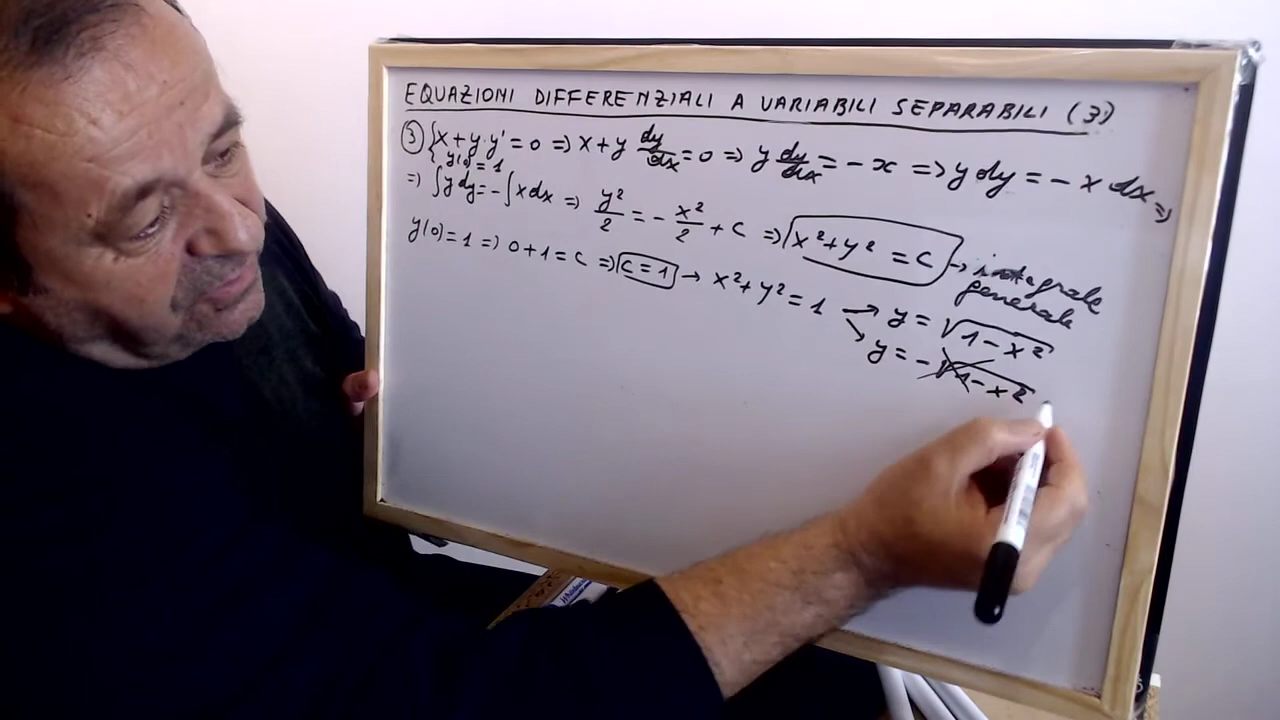 EQUAZIONI DIFFERENZIALI A VARIABILI SEPARABILI (3)
③ {x+y·y'=0 ⇒ x+y dy/dx=0 ⇒ y dy/dx=-x ⇒ y dy=-x dx ⇒
y(0)=1
⇒ ∫y dy=-∫x dx ⇒ y²/2=-x²/2+C ⇒ x²+y²=C → integrale
generale
y(0)=1 ⇒ 0+1=C ⇒ C=1 → x²+y²=1 → y=√1-x²
↘ y=-√1-x²